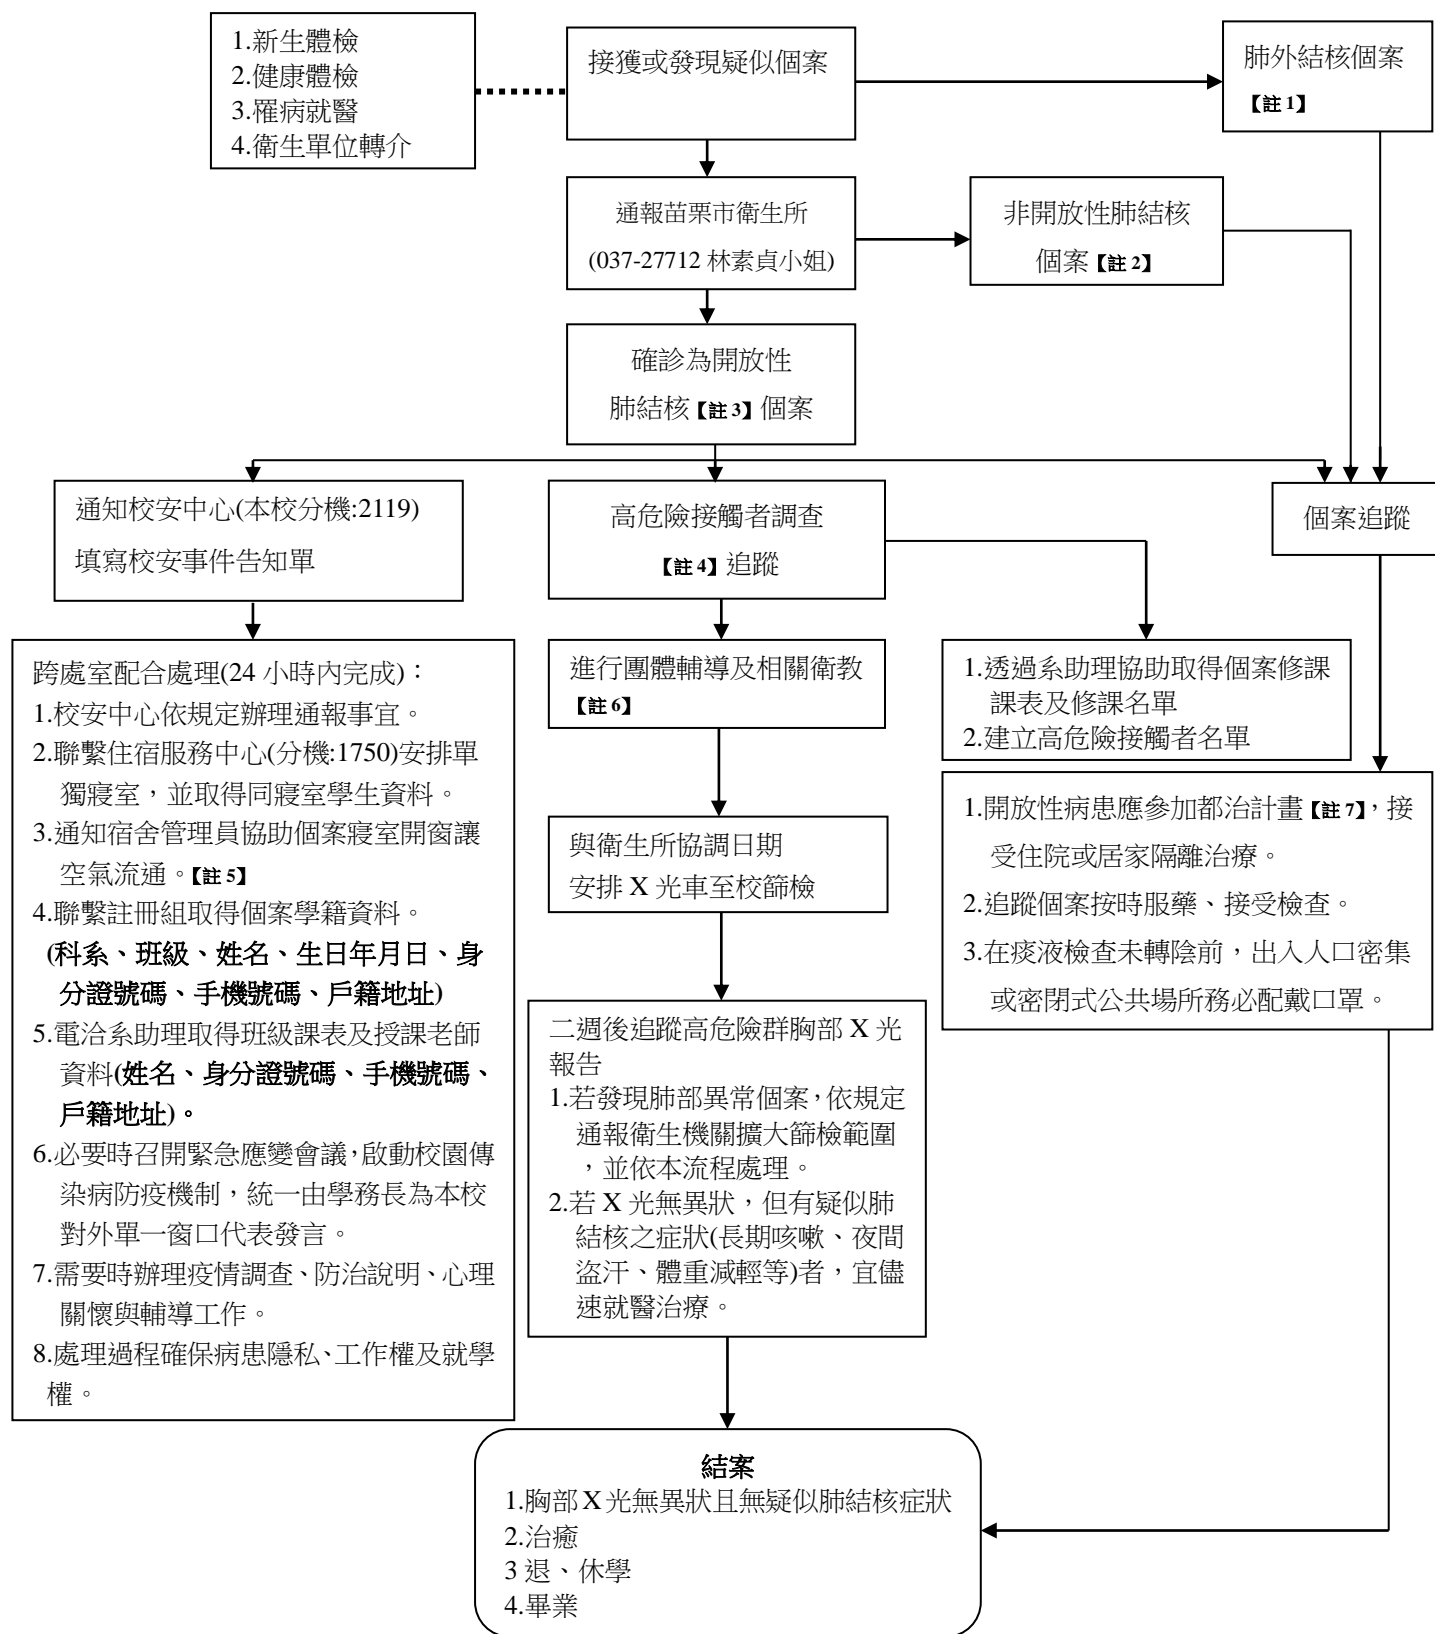 1.新生體檢
2.健康體檢
3.罹病就醫
4.衛生單位轉介
接獲或發現疑似個案
肺外結核個案
【註 1】
通報苗栗市衛生所
(037-27712 林素貞小姐)
非開放性肺結核
個案【註 2】
確診為開放性
肺結核【註 3】個案
通知校安中心(本校分機:2119)
填寫校安事件告知單
高危險接觸者調查
【註 4】追蹤
個案追蹤
跨處室配合處理(24 小時內完成)：
1.校安中心依規定辦理通報事宜。
2.聯繫住宿服務中心(分機:1750)安排單
獨寢室，並取得同寢室學生資料。
3.通知宿舍管理員協助個案寢室開窗讓
空氣流通。【註 5】
4.聯繫註冊組取得個案學籍資料。
(科系、班級、姓名、生日年月日、身
分證號碼、手機號碼、戶籍地址)
5.電洽系助理取得班級課表及授課老師
資料(姓名、身分證號碼、手機號碼、
戶籍地址)。
6.必要時召開緊急應變會議，啟動校園傳
染病防疫機制，統一由學務長為本校
對外單一窗口代表發言。
7.需要時辦理疫情調查、防治說明、心理
關懷與輔導工作。
8.處理過程確保病患隱私、工作權及就學
權。
進行團體輔導及相關衛教
【註 6】
1.透過系助理協助取得個案修課
課表及修課名單
2.建立高危險接觸者名單
與衛生所協調日期
安排 X 光車至校篩檢
1.開放性病患應參加都治計畫【註 7】，接
受住院或居家隔離治療。
2.追蹤個案按時服藥、接受檢查。
3.在痰液檢查未轉陰前，出入人口密集
或密閉式公共場所務必配戴口罩。
二週後追蹤高危險群胸部 X 光
報告
1.若發現肺部異常個案，依規定
通報衛生機關擴大篩檢範圍
，並依本流程處理。
2.若 X 光無異狀，但有疑似肺
結核之症狀(長期咳嗽、夜間
盜汗、體重減輕等)者，宜儘
速就醫治療。
結案
1.胸部 X 光無異狀且無疑似肺結核症狀
2.治癒
3 退、休學
4.畢業